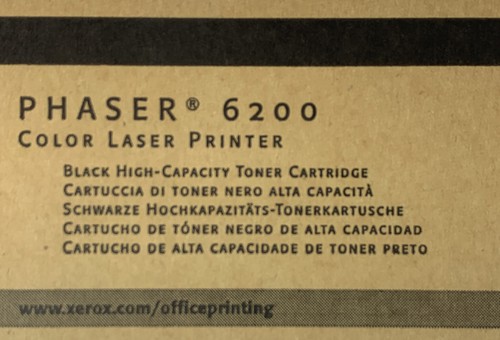 PHASER® 6200
COLOR LASER PRINTER
BLACK HIGH-CAPACITY TONER CARTRIDGE
CARTUCCIA DI TONER NERO ALTA CAPACITÀ
SCHWARZE HOCHKAPAZITÄTS-TONERKARTUSCHE
CARTUCHO DE TÓNER NEGRO DE ALTA CAPACIDAD
CARTUCHO DE ALTA CAPACIDADE DE TONER PRETO
www.xerox.com/officeprinting